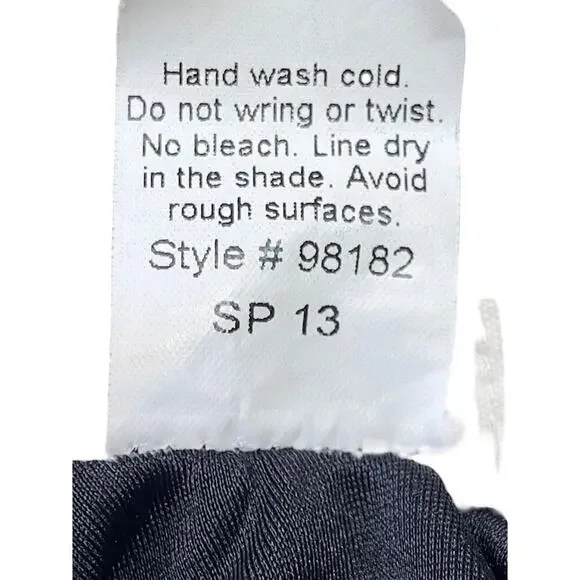 Hand wash cold.
Do not wring or twist.
No bleach. Line dry
in the shade. Avoid
rough surfaces.
Style # 98182
SP 13